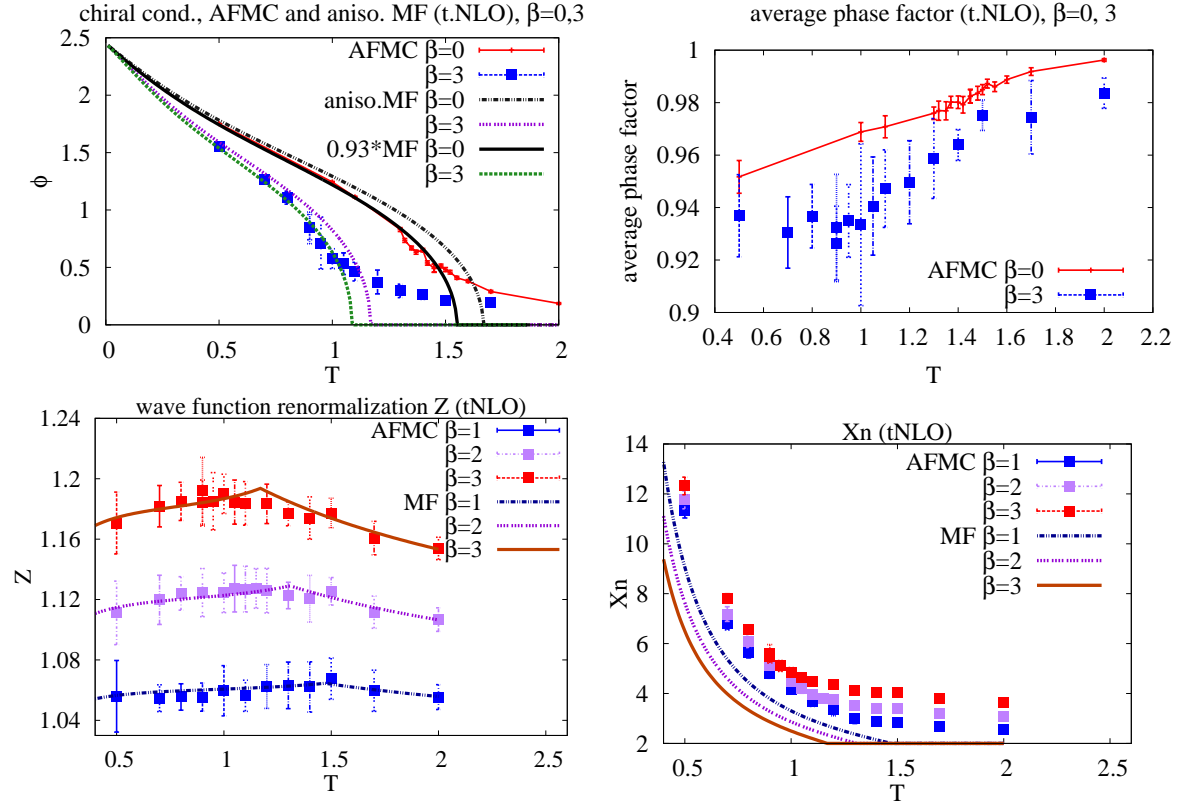 chiral cond., AFMC and aniso. MF (t.NLO), β=0,3
2.5
2
1.5
1
0.5
0
ϕ
0.5
1
1.5
2
T
AFMC β=0
β=3
aniso.MF β=0
β=3
0.93*MF β=0
β=3
average phase factor (t.NLO), β=0, 3
1
0.98
0.96
0.94
0.92
0.9
average phase factor
0.4 0.6 0.8 1 1.2 1.4 1.6 1.8 2 2.2
T
AFMC β=0
β=3
wave function renormalization Z (tNLO)
1.24
1.2
1.16
1.12
1.08
1.04
Z
0.5 1 1.5 2 2.5
T
AFMC β=1
β=2
β=3
MF β=1
β=2
β=3
Xn (tNLO)
14
12
10
8
6
4
2
Xn
0.5 1 1.5 2 2.5
T
AFMC β=1
β=2
β=3
MF β=1
β=2
β=3